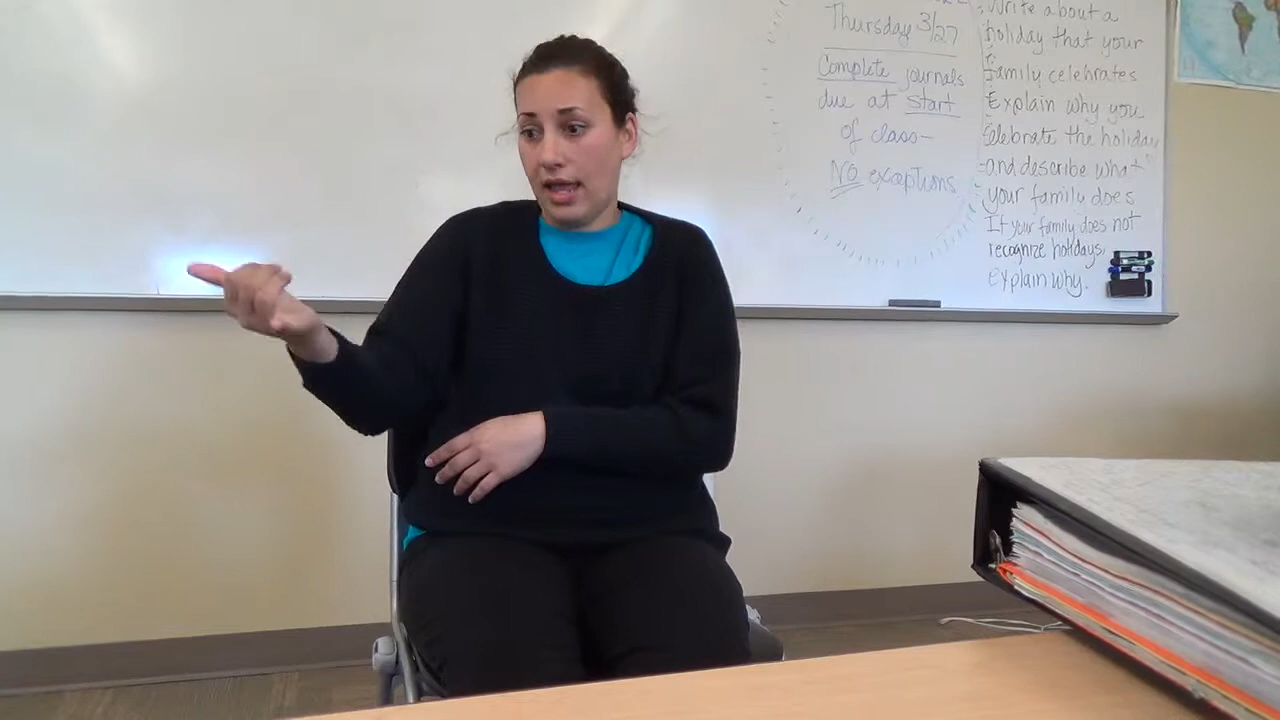 Thursday 3/27
Complete journals
due at start
of class—
NO exceptions
Write about a
holiday that your
family celebrates
Explain why you
celebrate the holiday
and describe what
your family does
If your family does not
recognize holidays,
explain why.